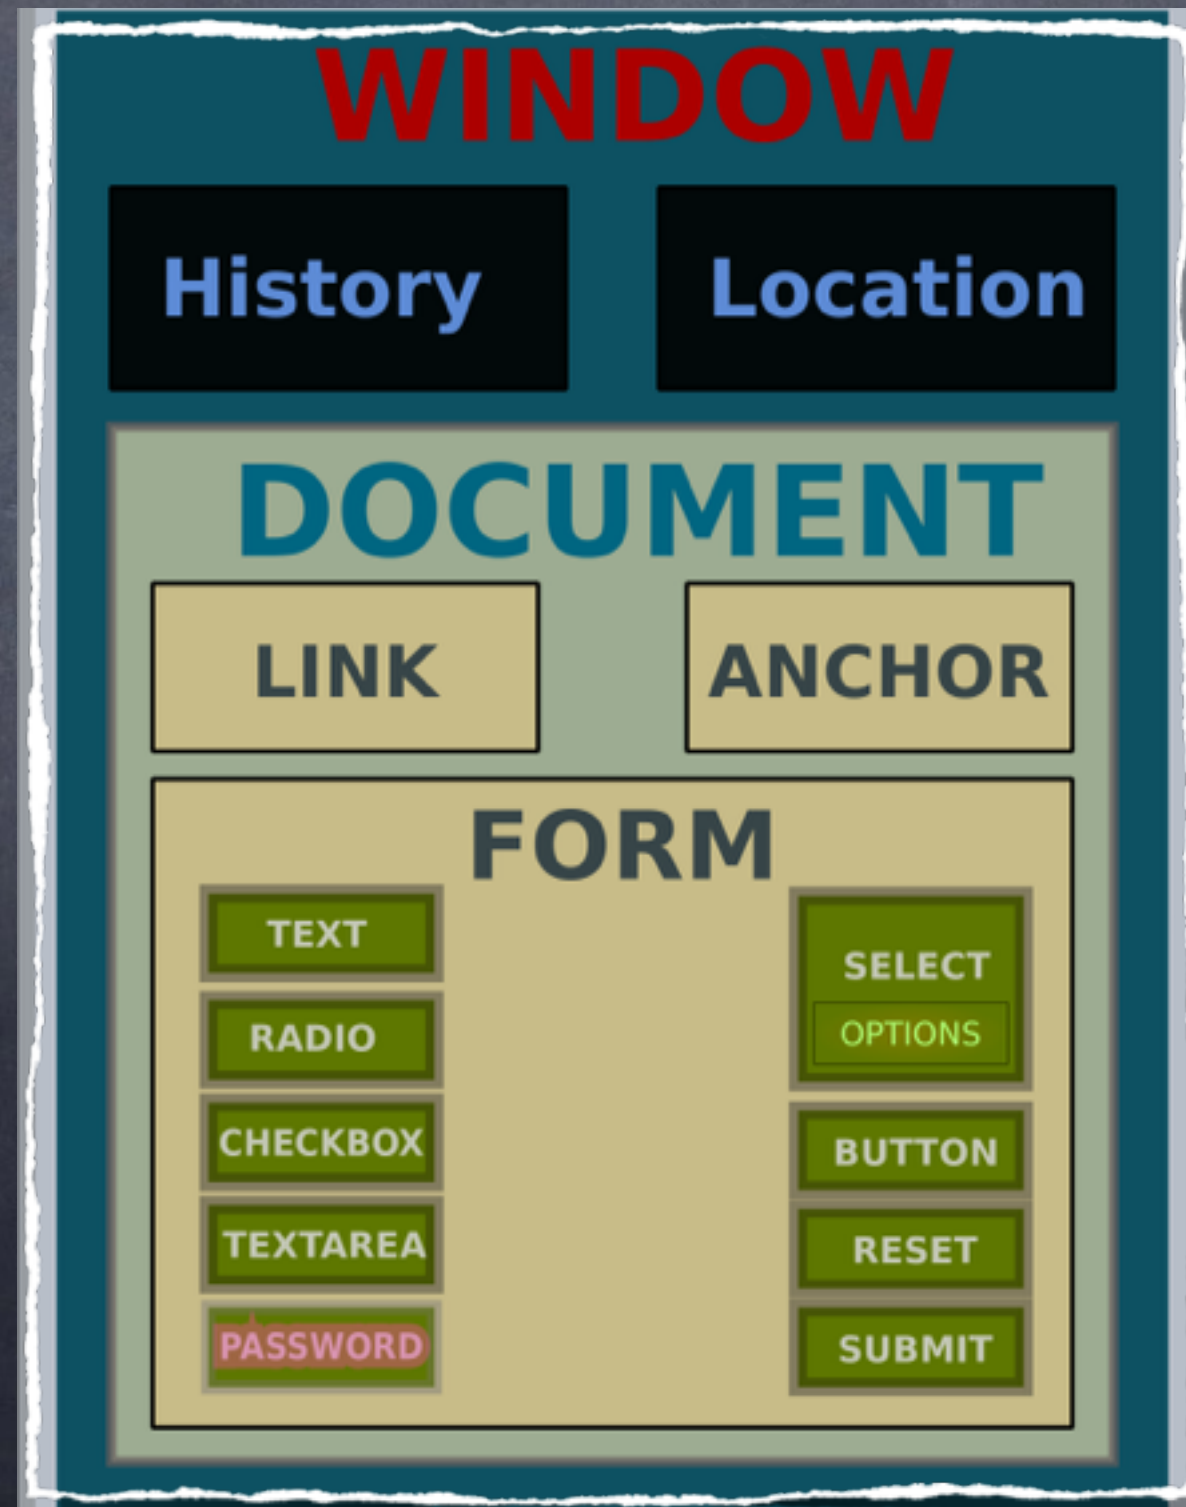 WINDOW
History
Location
DOCUMENT
LINK
ANCHOR
FORM
TEXT
RADIO
CHECKBOX
TEXTAREA
PASSWORD
SELECT
OPTIONS
BUTTON
RESET
SUBMIT